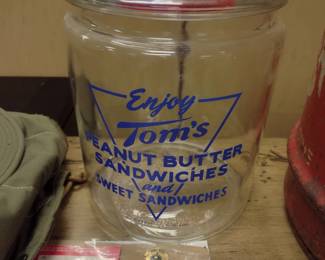 Enjoy
Tom's
PEANUT BUTTER
SANDWICHES
and
SWEET SANDWICHES